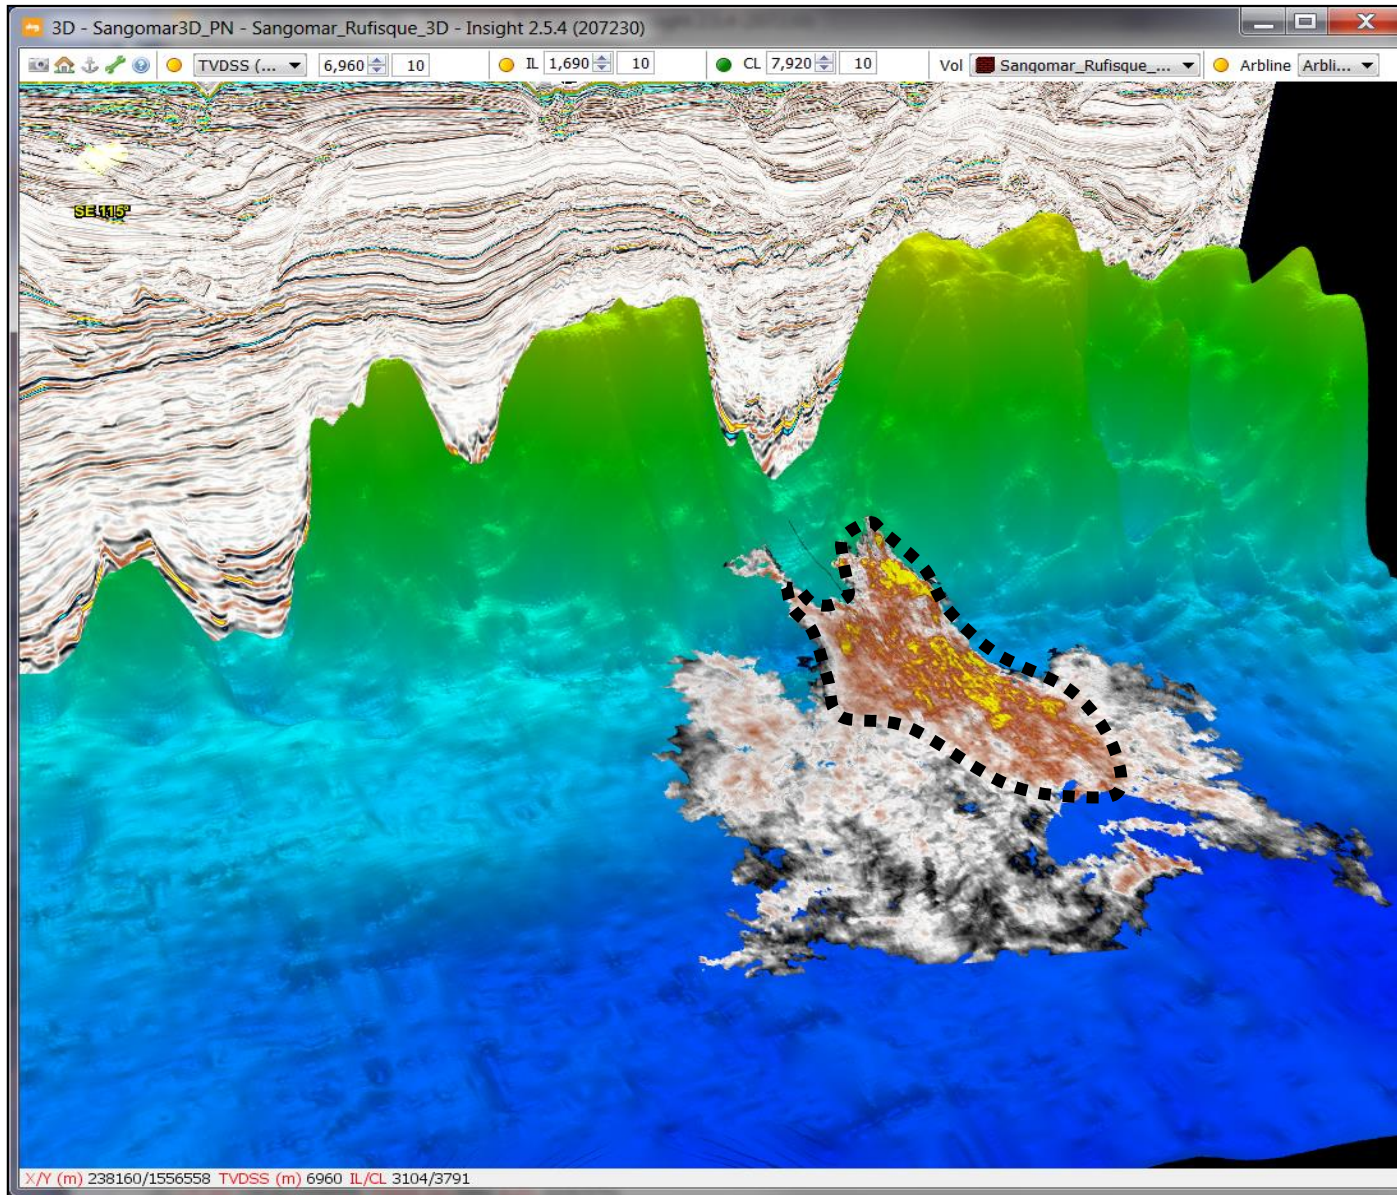 3D - Sangomar3D_PN - Sangomar_Rufisque_3D - Insight 2.5.4 (207230)
TVDSS (... 6,960 10 IL 1,690 10 CL 7,920 10 Vol Sangomar_Rufisque_... Arbline Arbli...
SE 115°
X/Y (m) 238160/1556558 TVDSS (m) 6960 IL/CL 3104/3791